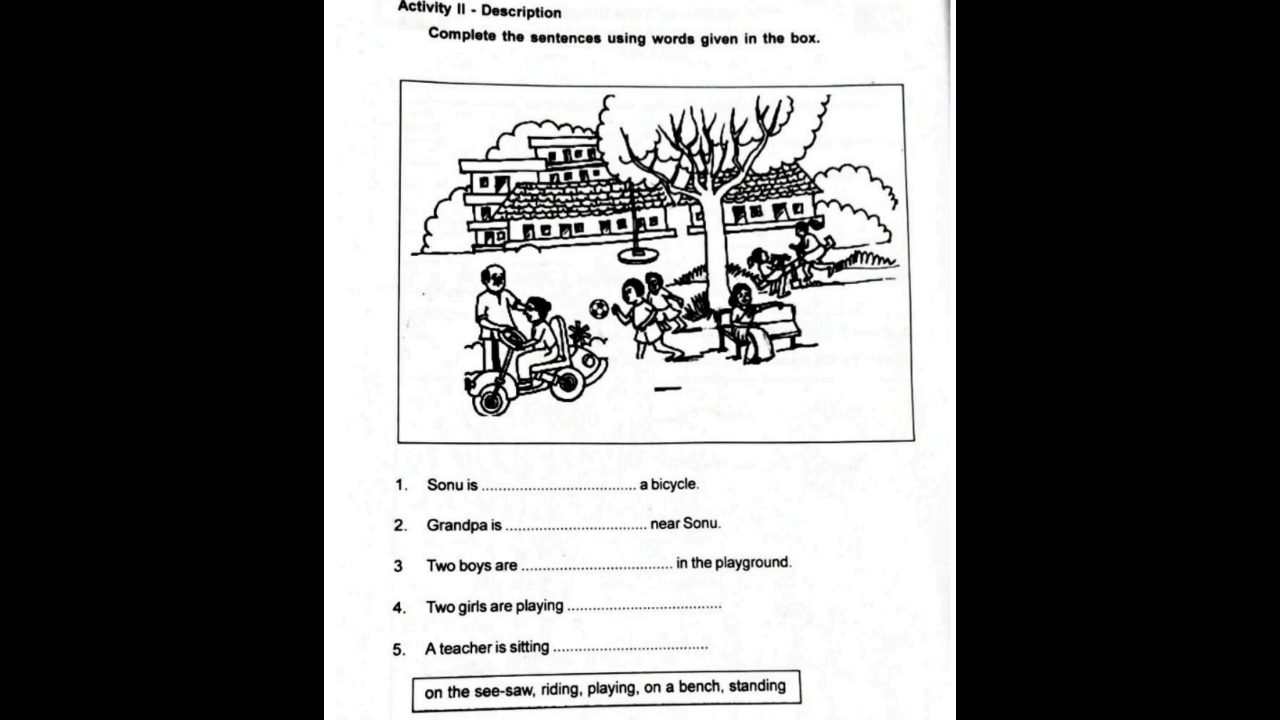 Activity II - Description
Complete the sentences using words given in the box.
1. Sonu is .................................... a bicycle.
2. Grandpa is ................................. near Sonu.
3 Two boys are ................................... in the playground.
4. Two girls are playing ....................................
5. A teacher is sitting ....................................
on the see-saw, riding, playing, on a bench, standing